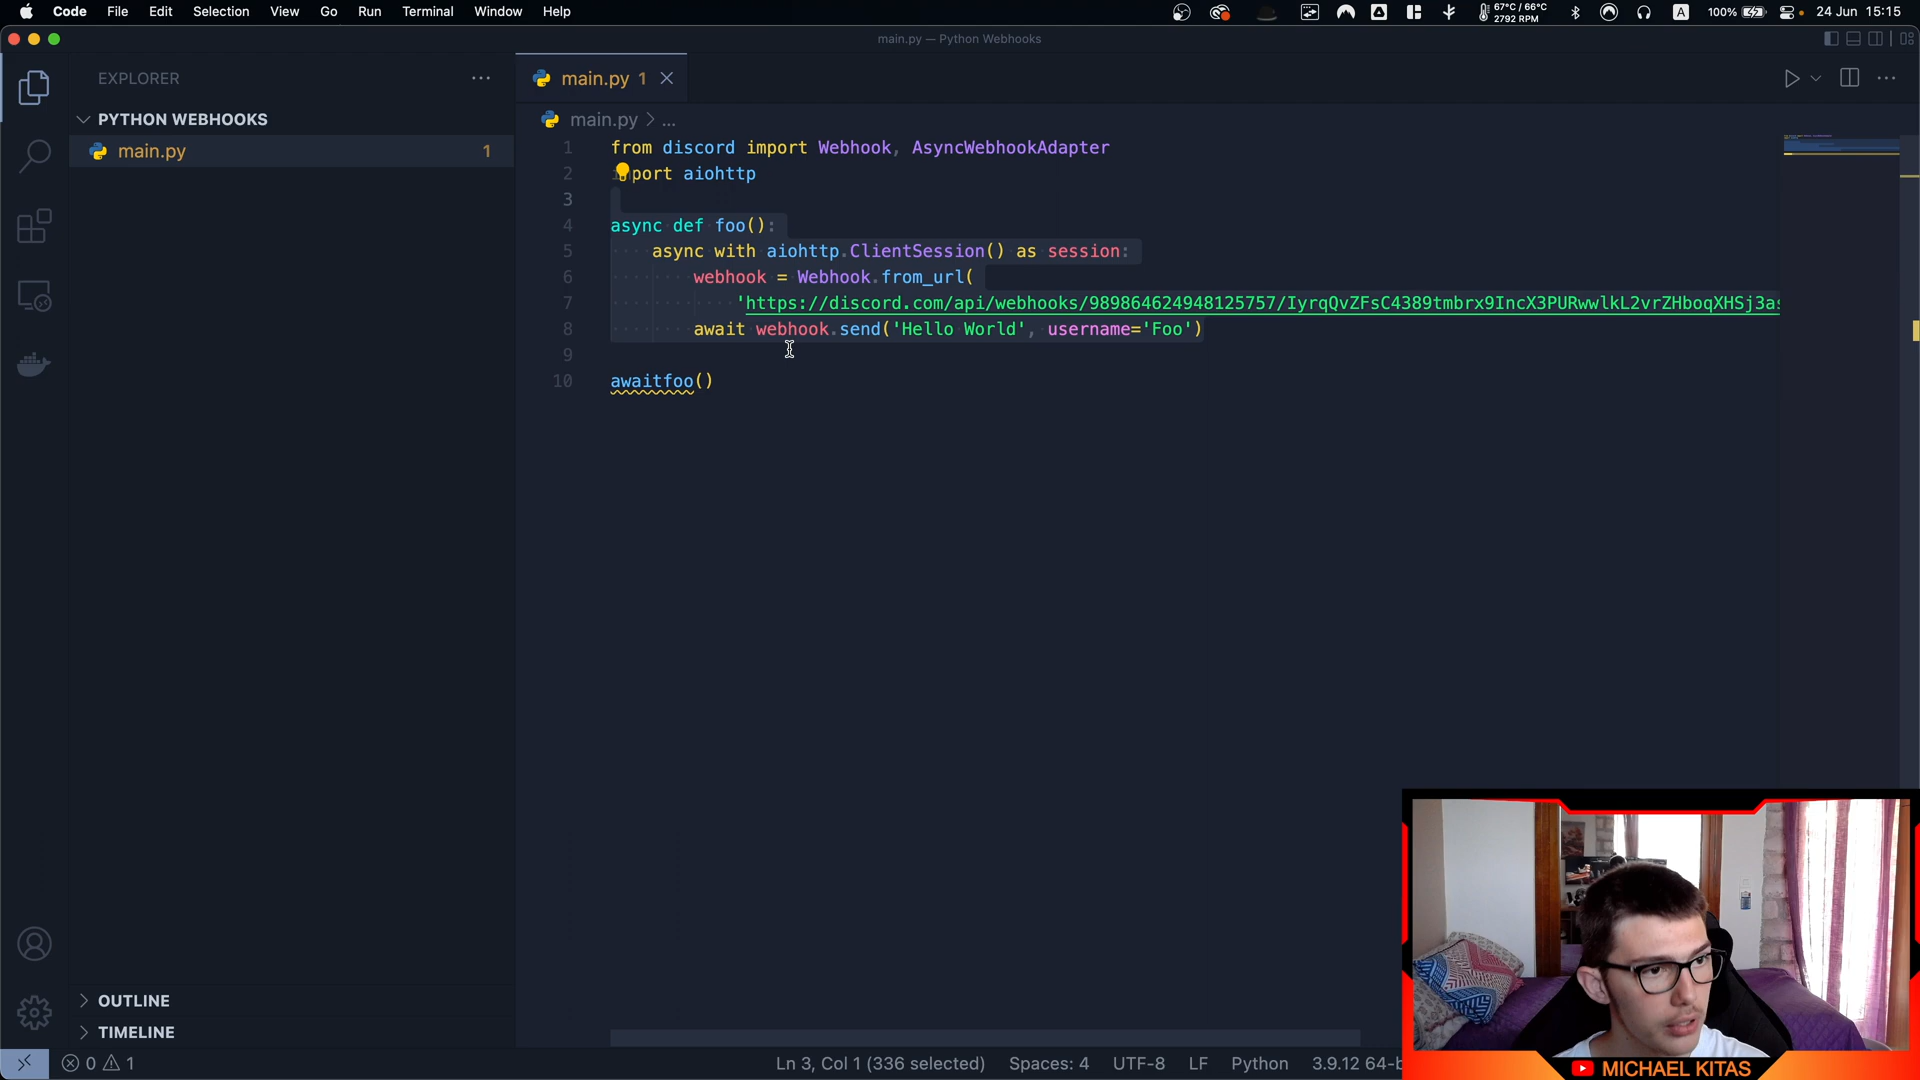 Code File Edit Selection View Go Run Terminal Window Help
67°C / 66°C
2792 RPM
A 100% 24 Jun 15:15
main.py — Python Webhooks
EXPLORER
PYTHON WEBHOOKS
main.py 1
main.py 1
main.py > ...
1 from discord import Webhook, AsyncWebhookAdapter
2 port aiohttp
3
4 async def foo():
5 async with aiohttp.ClientSession() as session:
6 webhook = Webhook.from_url(
7 'https://discord.com/api/webhooks/989864624948125757/IyrqQvZFsC4389tmbrx9IncX3PURwwlkL2vrZHboqXHSj3as
8 await webhook.send('Hello World', username='Foo')
9
10 awaitfoo()
OUTLINE
TIMELINE
0 1
Ln 3, Col 1 (336 selected) Spaces: 4 UTF-8 LF Python 3.9.12 64-b
MICHAEL KITAS